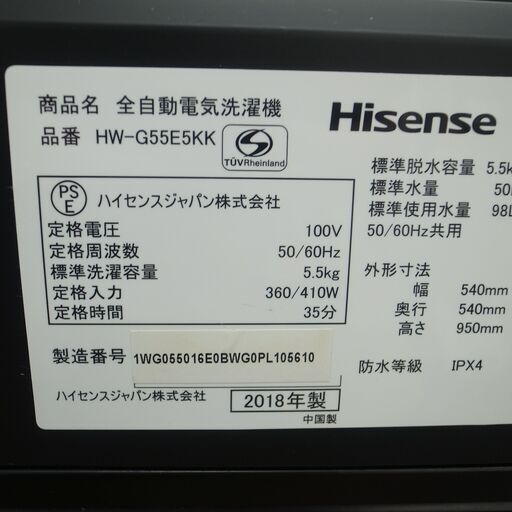 商品名 全自動電気洗濯機
Hisense
品番 HW-G55E5KK
TÜVRheinland
標準脱水容量 5.5k
標準水量 50
標準使用水量 98L
50/60Hz共用
PS
E
ハイセンスジャパン株式会社
定格電圧 100V
定格周波数 50/60Hz
標準洗濯容量 5.5kg
定格入力 360/410W
定格時間 35分
外形寸法
幅 540mm
奥行 540mm
高さ 950mm
製造番号 1WG055016E0BWG0PL105610
防水等級 IPX4
ハイセンスジャパン株式会社 2018年製
中国製